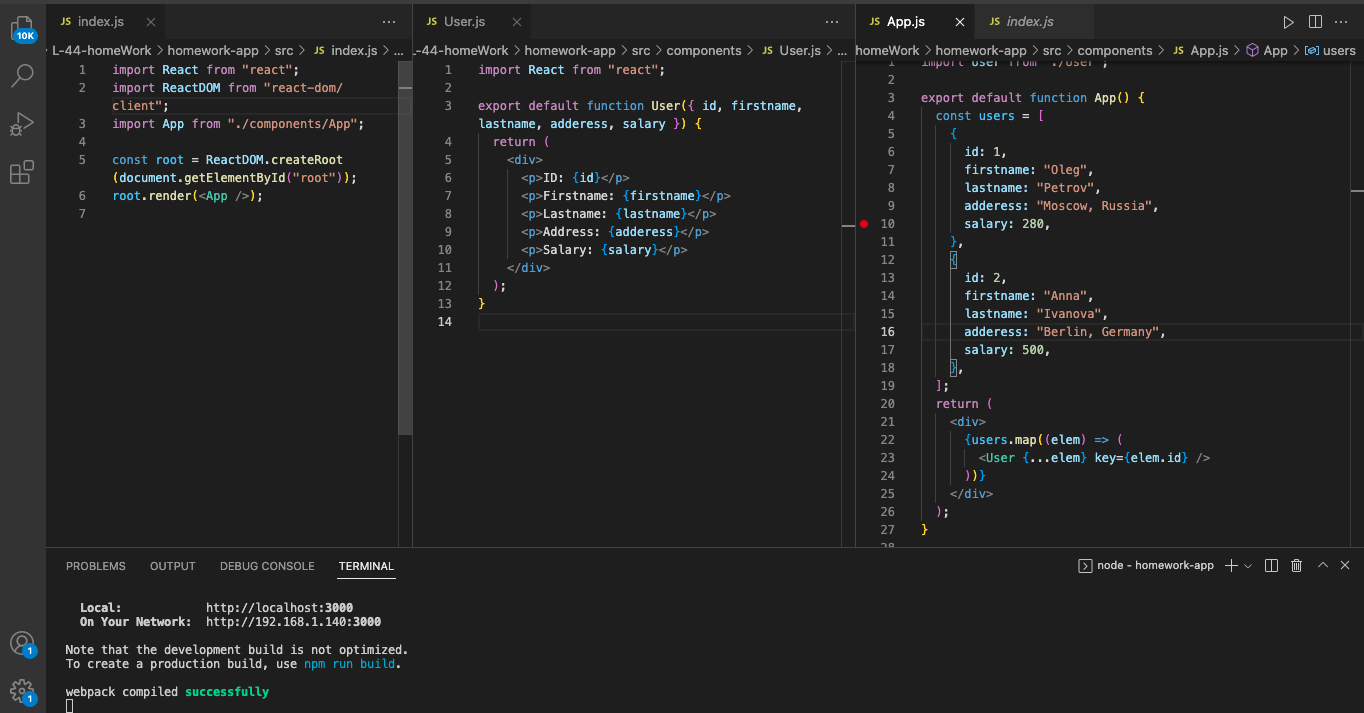 10K
JS index.js
L-44-homeWork > homework-app > src > JS index.js > ...
1 import React from "react";
2 import ReactDOM from "react-dom/
client";
3 import App from "./components/App";
4
5 const root = ReactDOM.createRoot
(document.getElementById("root"));
6 root.render(<App />);
7
JS User.js
-44-homeWork > homework-app > src > components > JS User.js > ...
1 import React from "react";
2
3 export default function User({ id, firstname,
lastname, adderess, salary }) {
4 return (
5 <div>
6 <p>ID: {id}</p>
7 <p>Firstname: {firstname}</p>
8 <p>Lastname: {lastname}</p>
9 <p>Address: {adderess}</p>
10 <p>Salary: {salary}</p>
11 </div>
12 );
13 }
14
JS App.js JS index.js
homeWork > homework-app > src > components > JS App.js > App > users
1 import User from "./User";
2
3 export default function App() {
4 const users = [
5 {
6 id: 1,
7 firstname: "Oleg",
8 lastname: "Petrov",
9 adderess: "Moscow, Russia",
10 salary: 280,
11 },
12 {
13 id: 2,
14 firstname: "Anna",
15 lastname: "Ivanova",
16 adderess: "Berlin, Germany",
17 salary: 500,
18 },
19 ];
20 return (
21 <div>
22 {users.map((elem) => (
23 <User {...elem} key={elem.id} />
24 ))}
25 </div>
26 );
27 }
28
PROBLEMS OUTPUT DEBUG CONSOLE TERMINAL
node - homework-app
Local: http://localhost:3000
On Your Network: http://192.168.1.140:3000
Note that the development build is not optimized.
To create a production build, use npm run build.
webpack compiled successfully
1
1